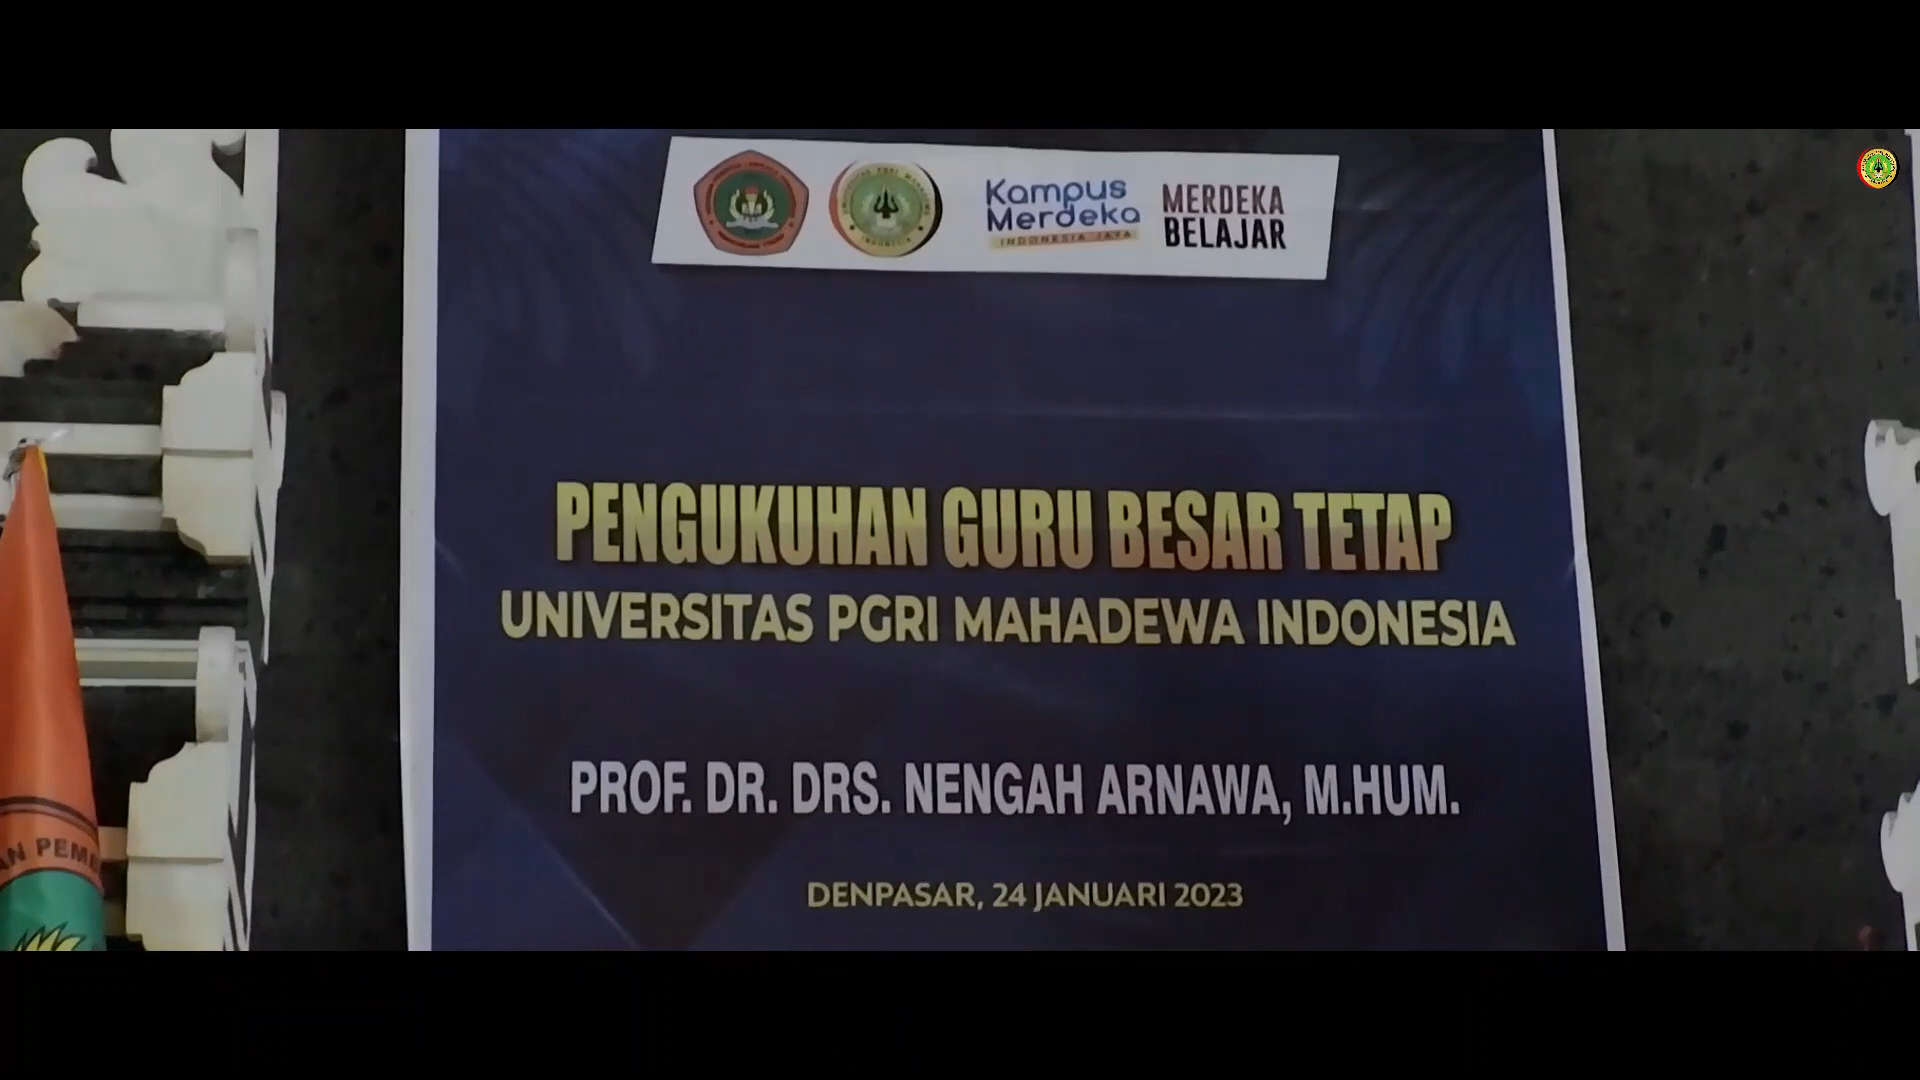 Kampus
Merdeka
INDONESIA JAYA
MERDEKA
BELAJAR
PENGUKUHAN GURU BESAR TETAP
UNIVERSITAS PGRI MAHADEWA INDONESIA
PROF. DR. DRS. NENGAH ARNAWA, M.HUM.
DENPASAR, 24 JANUARI 2023